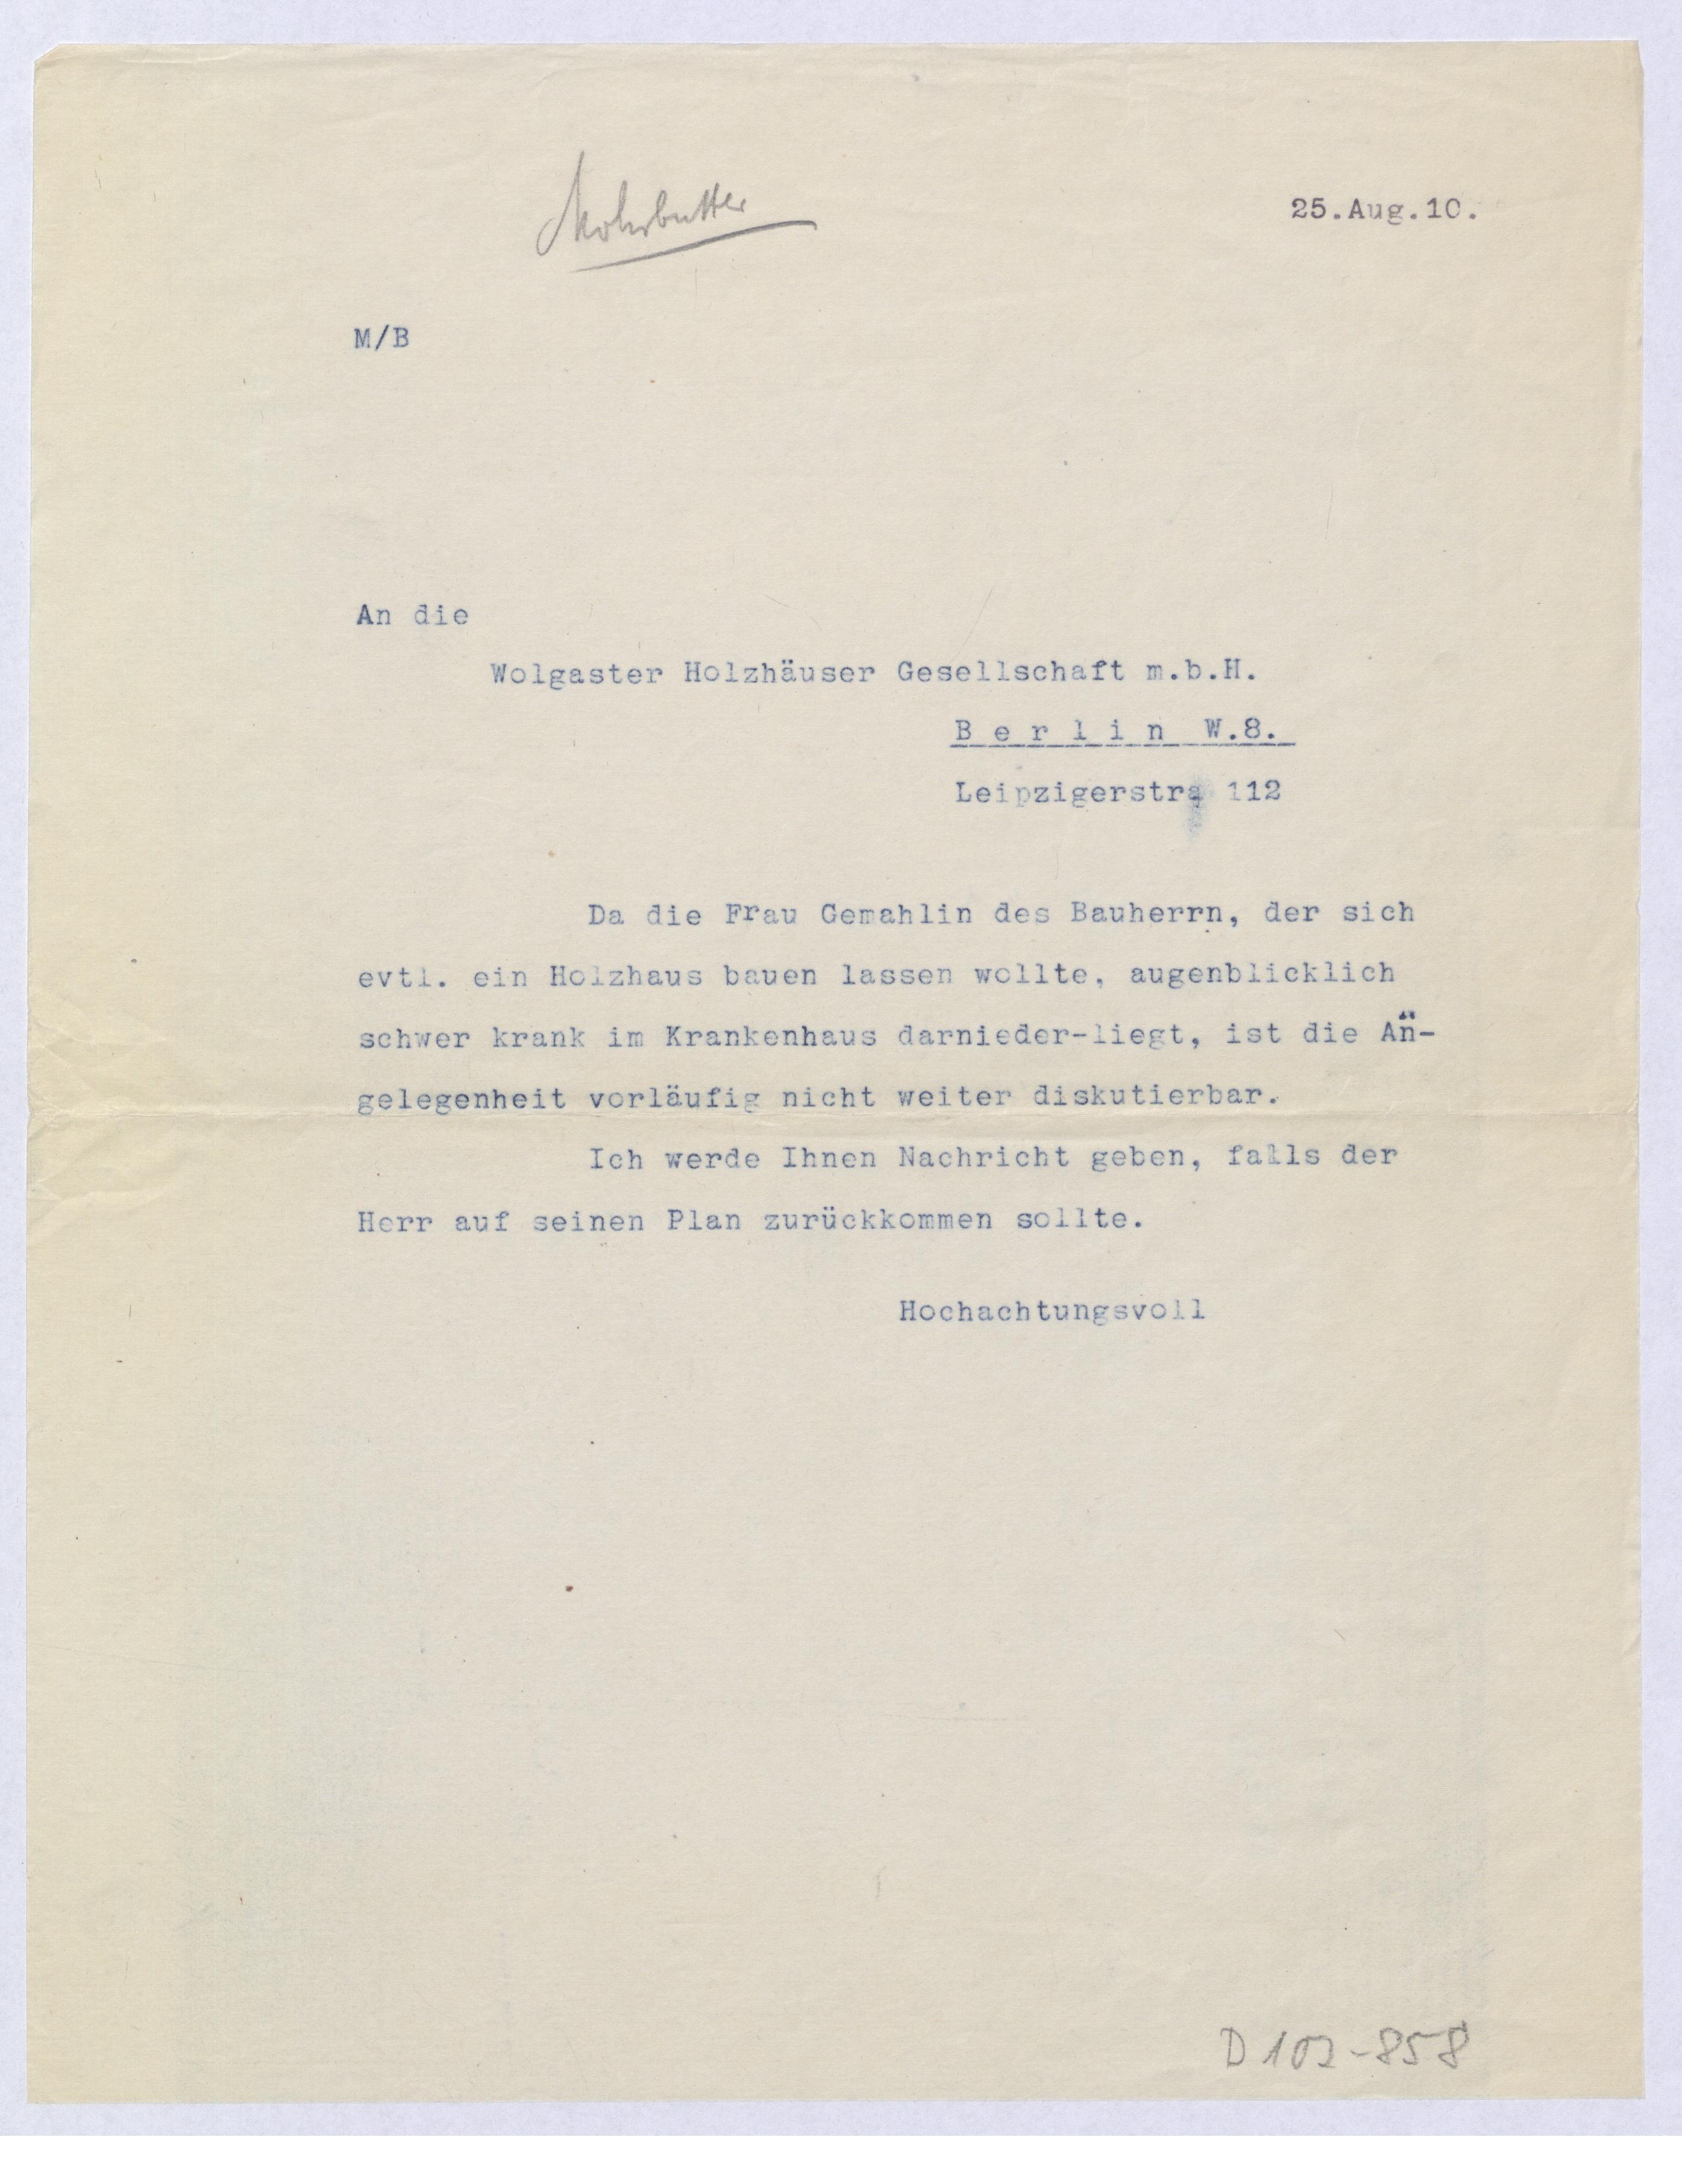 Mohrbutter
25.Aug.10.
M/B
An die
Wolgaster Holzhäuser Gesellschaft m.b.H.
B e r l i n W.8.
Leipzigerstra 112
Da die Frau Gemahlin des Bauherrn, der sich
evtl. ein Holzhaus bauen lassen wollte, augenblicklich
schwer krank im Krankenhaus darnieder-liegt, ist die An̈-
gelegenheit vorläufig nicht weiter diskutierbar.
Ich werde Ihnen Nachricht geben, falls der
Herr auf seinen Plan zurückkommen sollte.
Hochachtungsvoll
D 102-858